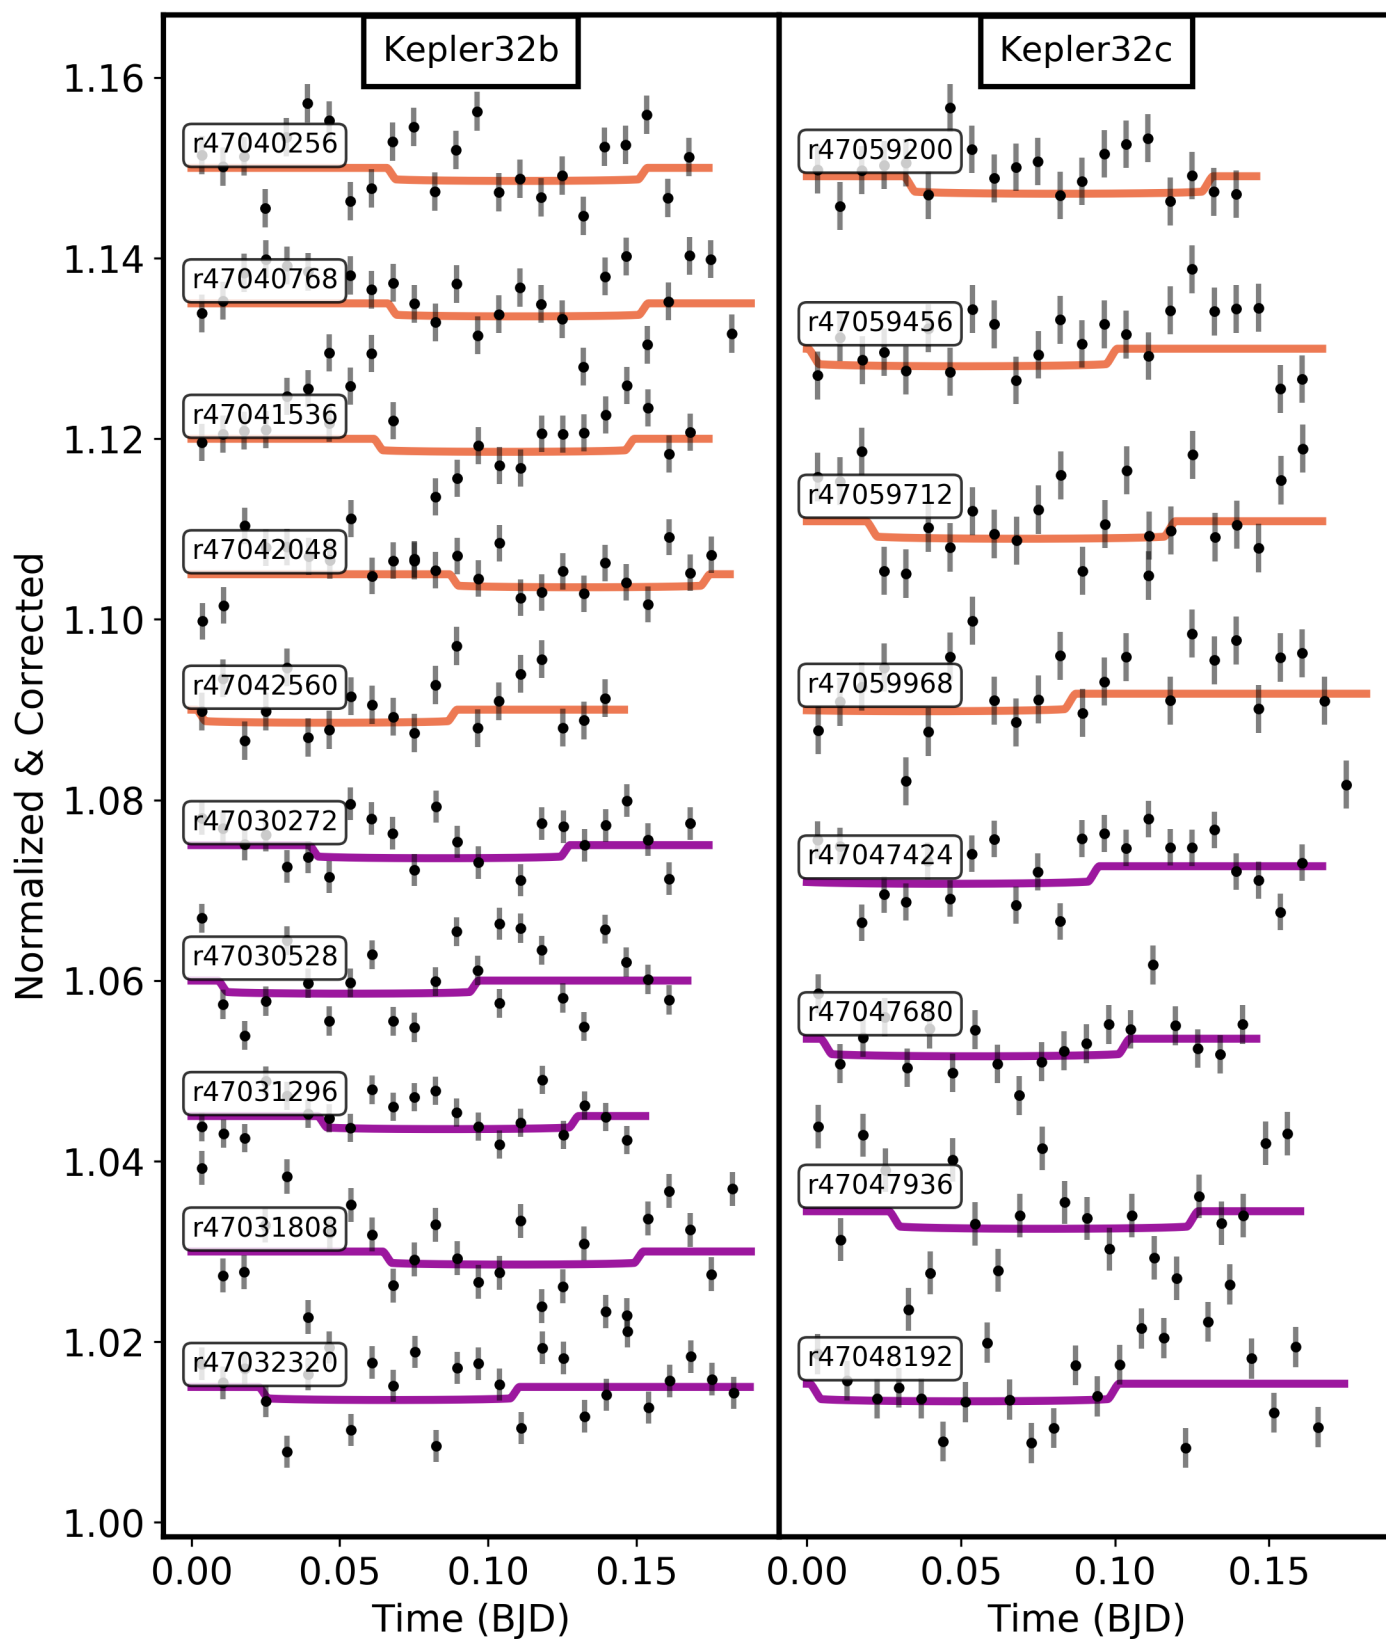 Kepler32b
Kepler32c
Normalized & Corrected
1.16
1.14
1.12
1.10
1.08
1.06
1.04
1.02
1.00
r47040256
r47040768
r47041536
r47042048
r47042560
r47030272
r47030528
r47031296
r47031808
r47032320
r47059200
r47059456
r47059712
r47059968
r47047424
r47047680
r47047936
r47048192
0.00 0.05 0.10 0.15
0.00 0.05 0.10 0.15
Time (BJD)
Time (BJD)